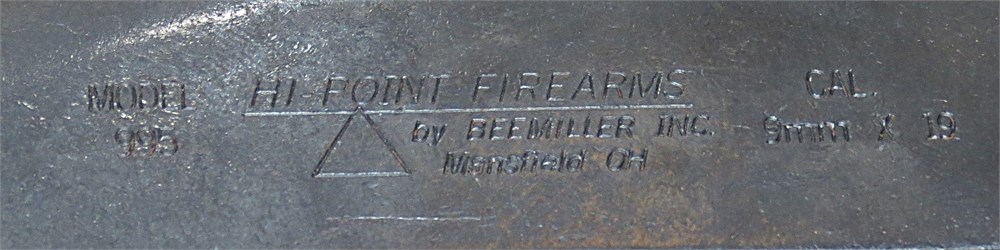 MODEL
995
HI-POINT FIREARMS
by BEEMILLER INC.
Mansfield OH
CAL.
9mm X 19